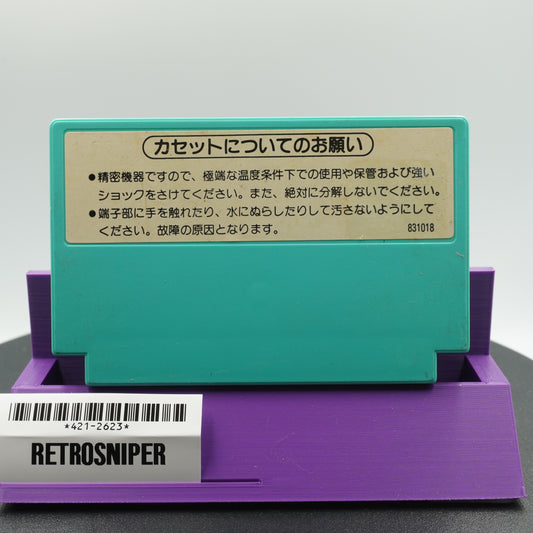 カセットについてのお願い
●精密機器ですので、極端な温度条件下での使用や保管および強い
ショックをさけてください。また、絶対に分解しないでください。
●端子部に手を触れたり、水にぬらしたりして汚さないようにして
ください。故障の原因となります。
831018
*421-2623*
RETROSNIPER